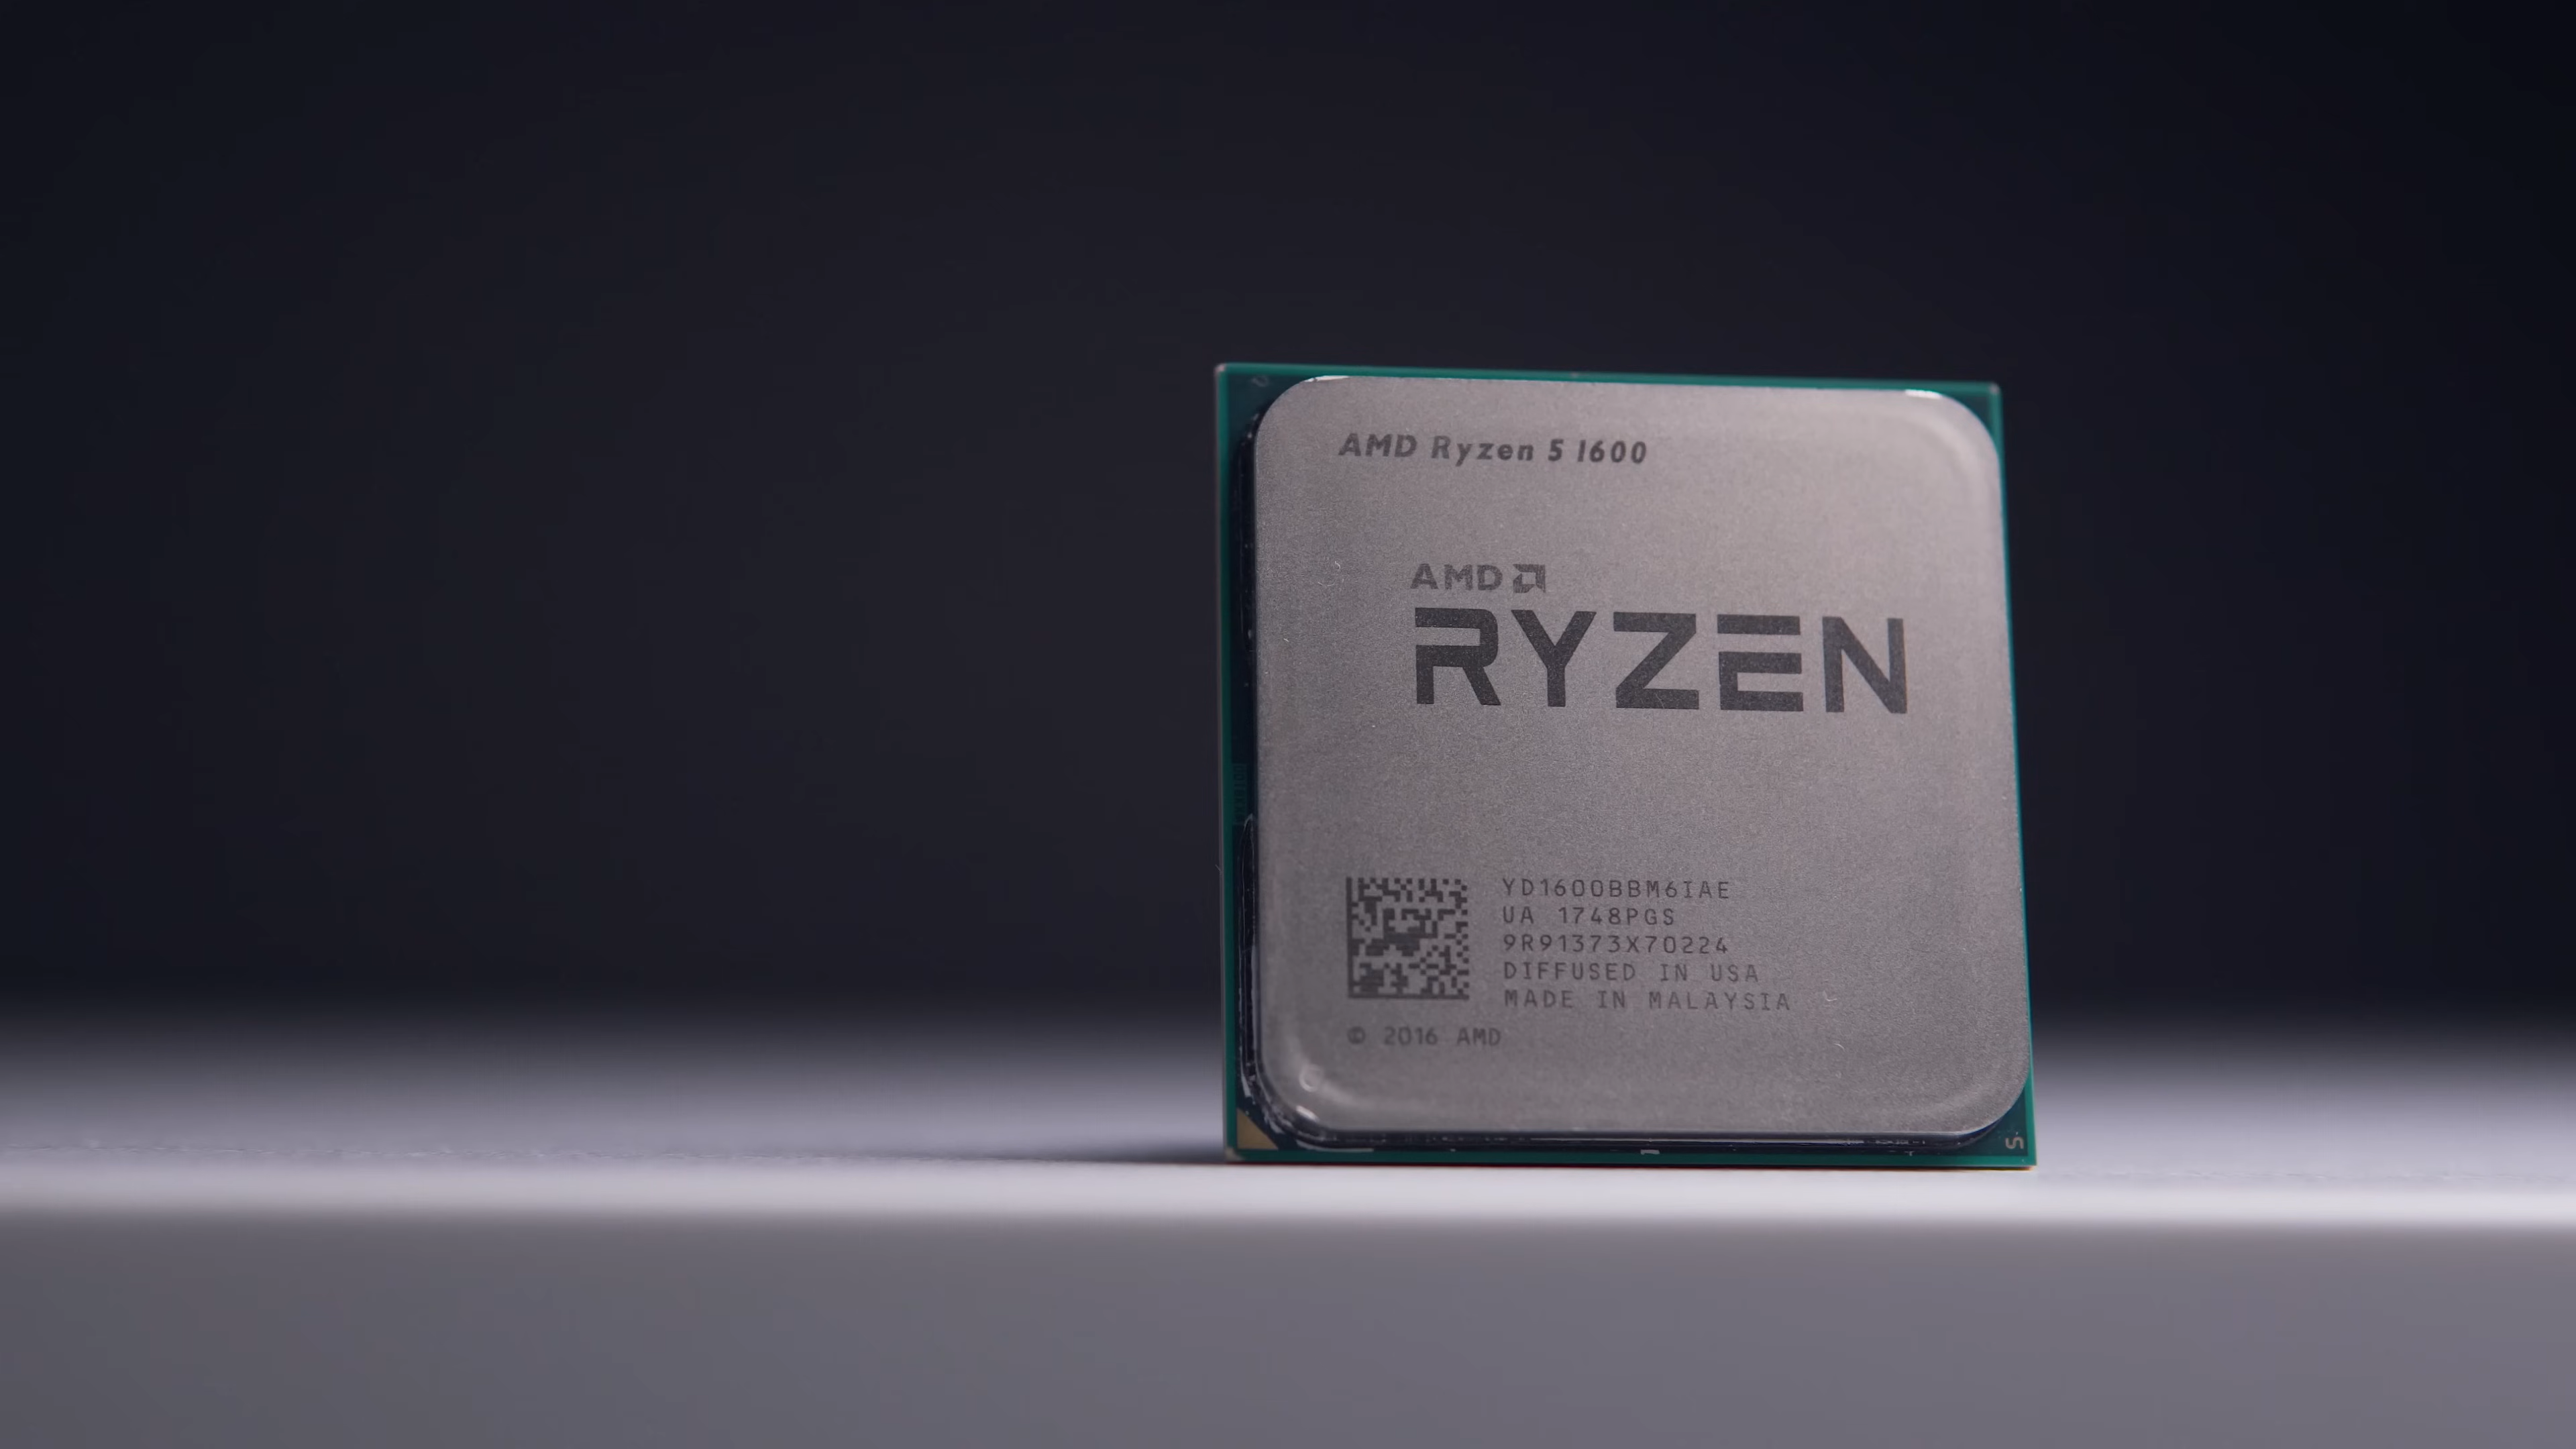 AMD Ryzen 5 1600
AMD
RYZEN
YD1600BBM6IAE
UA 1748PGS
9R91373X70224
DIFFUSED IN USA
MADE IN MALAYSIA
© 2016 AMD